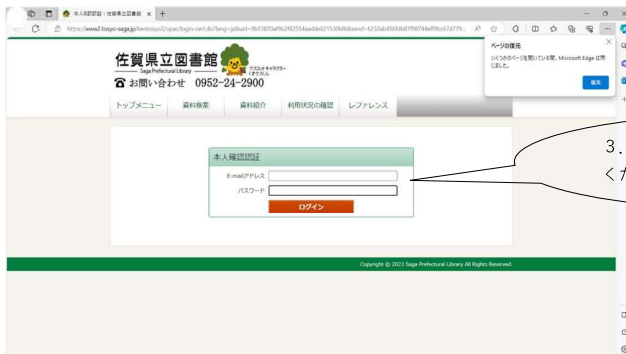 本人確認認証 | 佐賀県立図書館
佐賀県立図書館
Saga Prefectural Library
マスコットキャラクター
くすのきん
お問い合わせ 0952-24-2900
トップメニュー 資料検索 資料紹介 利用状況の確認 レファレンス
ページの復元
いくつかのページを開いている間、Microsoft Edge は閉じました。
復元
本人確認認証
E-mailアドレス
パスワード
ログイン
3.
くカ
Copyright © 2023 Saga Prefectural Library All Rights Reserved.